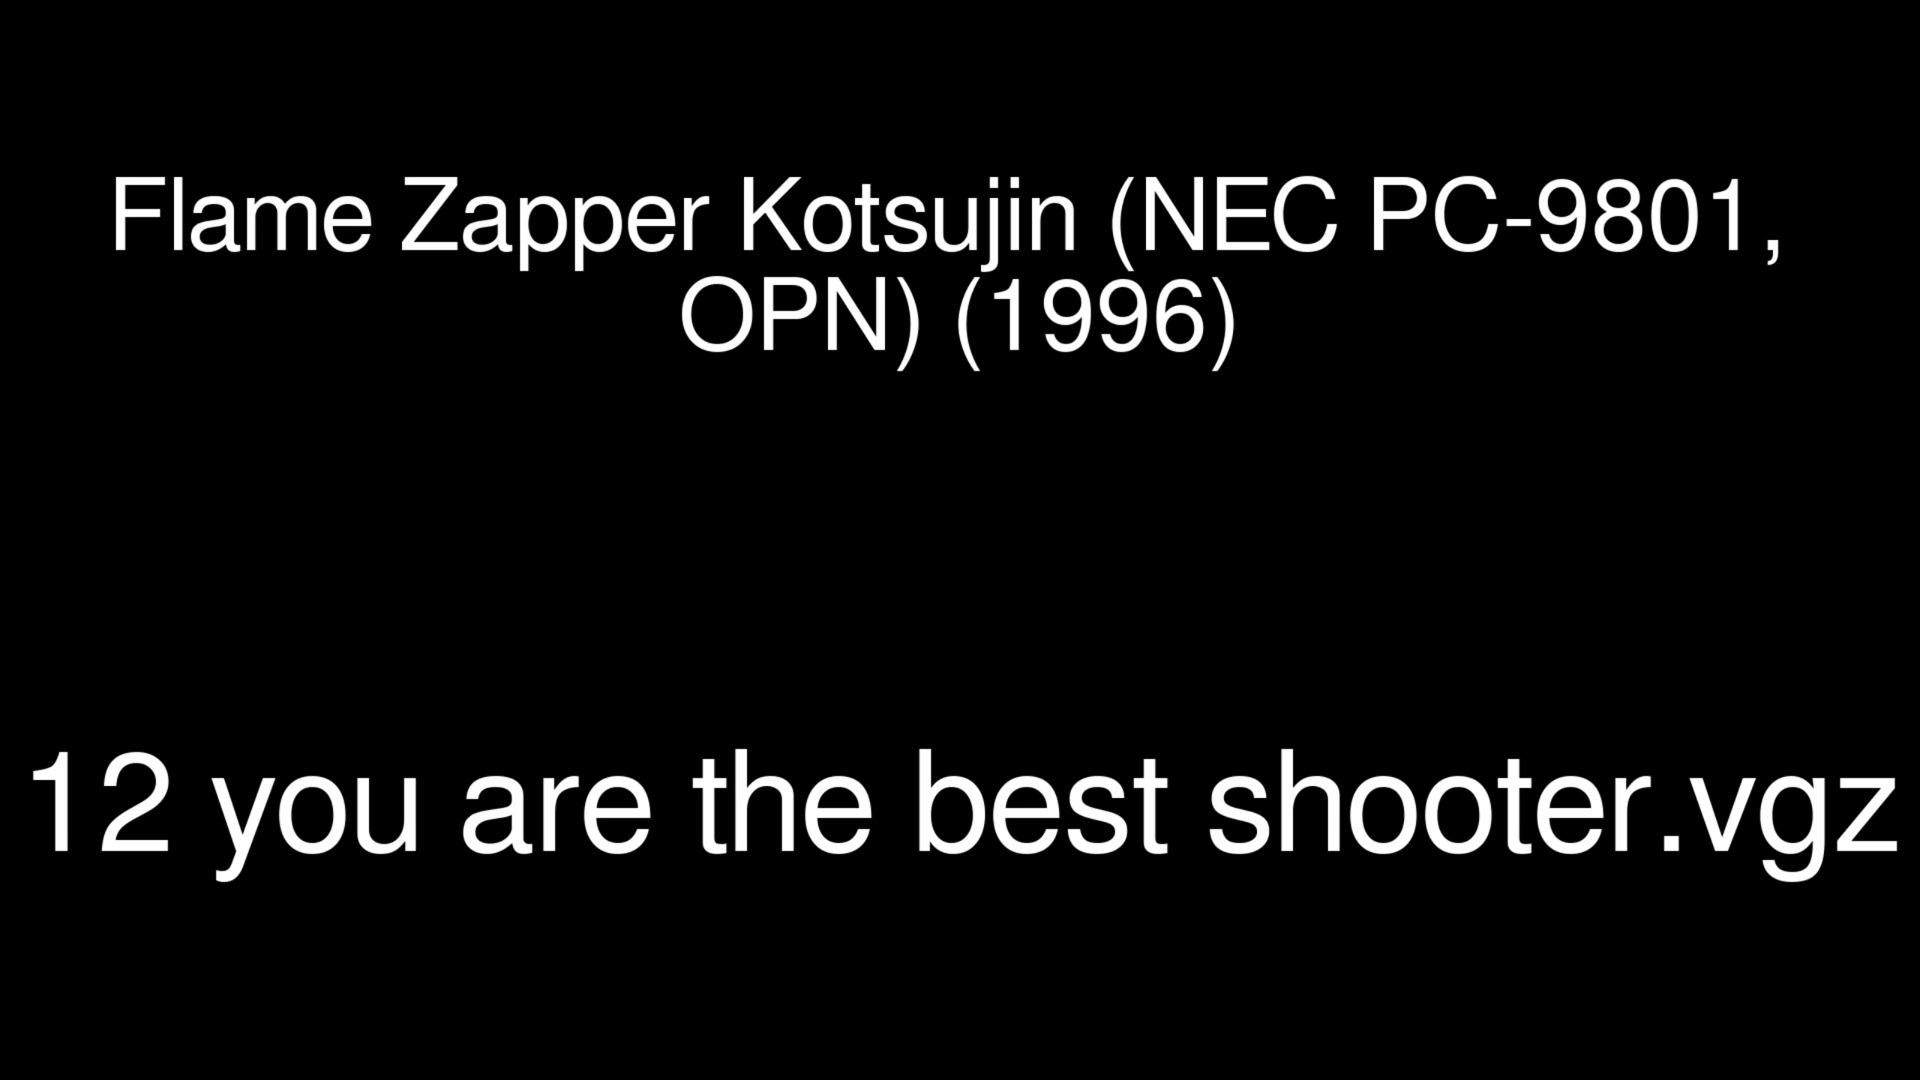 Flame Zapper Kotsujin (NEC PC-9801,
OPN) (1996)
12 you are the best shooter.vgz